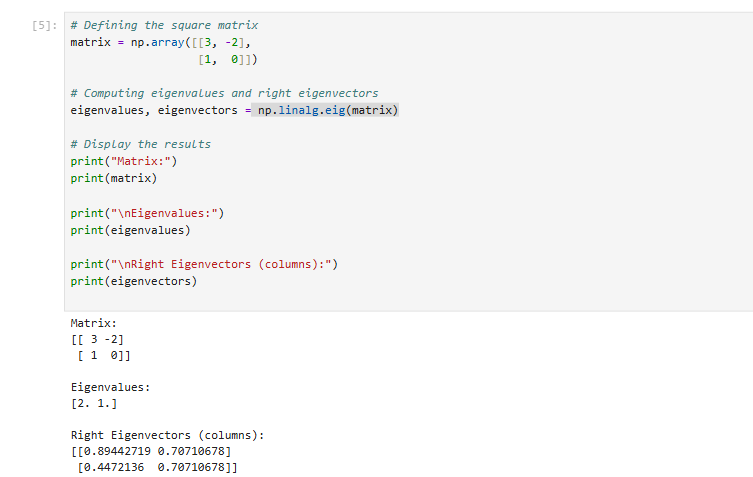 [5]: # Defining the square matrix
matrix = np.array([[3, -2],
                   [1,  0]])

# Computing eigenvalues and right eigenvectors
eigenvalues, eigenvectors = np.linalg.eig(matrix)

# Display the results
print("Matrix:")
print(matrix)

print("\nEigenvalues:")
print(eigenvalues)

print("\nRight Eigenvectors (columns):")
print(eigenvectors)

Matrix:
[[ 3 -2]
 [ 1  0]]

Eigenvalues:
[2. 1.]

Right Eigenvectors (columns):
[[0.89442719 0.70710678]
 [0.4472136  0.70710678]]